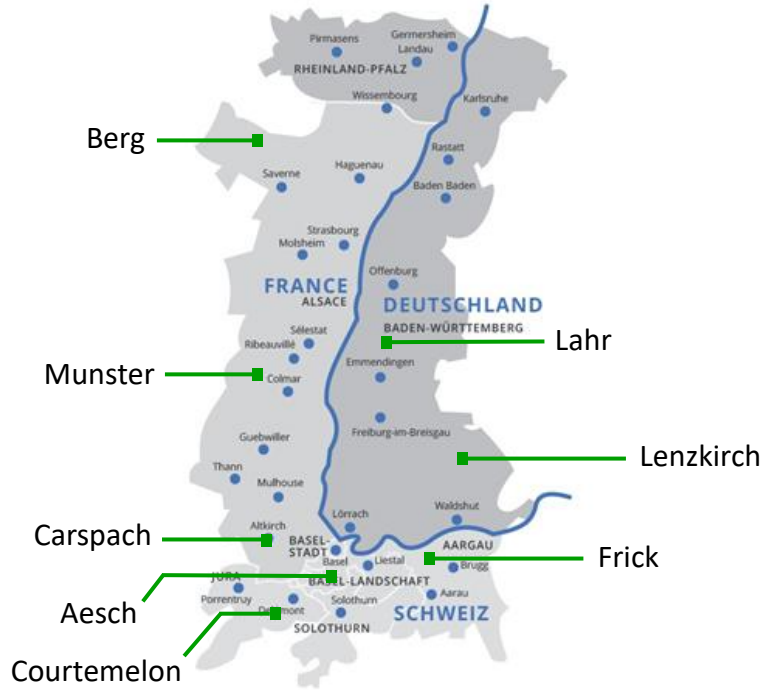 Pirmasens
Germersheim
Landau
RHEINLAND-PFALZ
Wissembourg
Karlsruhe
Berg
Rastatt
Haguenau
Saverne
Baden Baden
Strasbourg
Molsheim
Offenburg
FRANCE
ALSACE
DEUTSCHLAND
BADEN-WÜRTTEMBERG
Sélestat
Ribeauvillé
Lahr
Emmendingen
Munster
Colmar
Guebwiller
Freiburg-im-Breisgau
Lenzkirch
Thann
Mulhouse
Lörrach
Waldshut
Altkirch
Carspach
BASEL-
STADT
AARGAU
Basel
Liestal
Brugg
Frick
JURA
BASEL-LANDSCHAFT
Porrentruy
Aarau
Aesch
Solothurn
SCHWEIZ
SOLOTHURN
Courtemelon